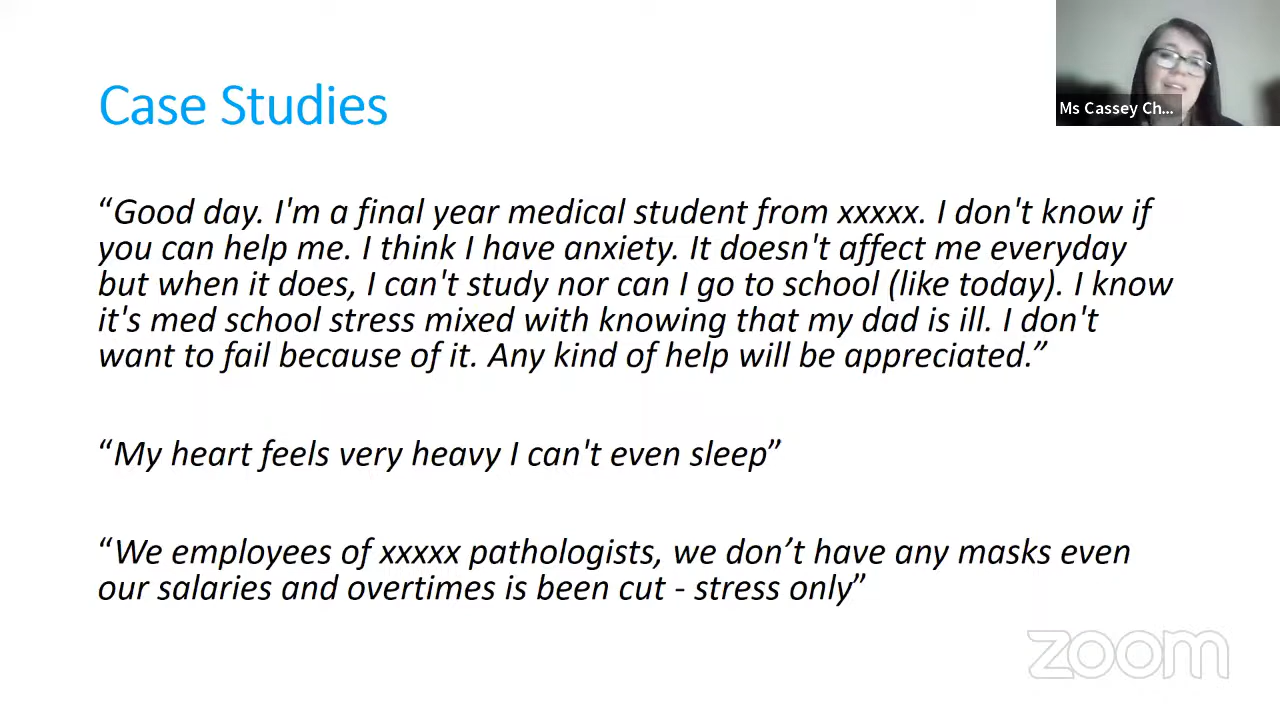 Case Studies
Ms Cassey Ch...
“Good day. I'm a final year medical student from xxxxx. I don't know if
you can help me. I think I have anxiety. It doesn't affect me everyday
but when it does, I can't study nor can I go to school (like today). I know
it's med school stress mixed with knowing that my dad is ill. I don't
want to fail because of it. Any kind of help will be appreciated.”
“My heart feels very heavy I can't even sleep”
“We employees of xxxxx pathologists, we don’t have any masks even
our salaries and overtimes is been cut - stress only”
zoom